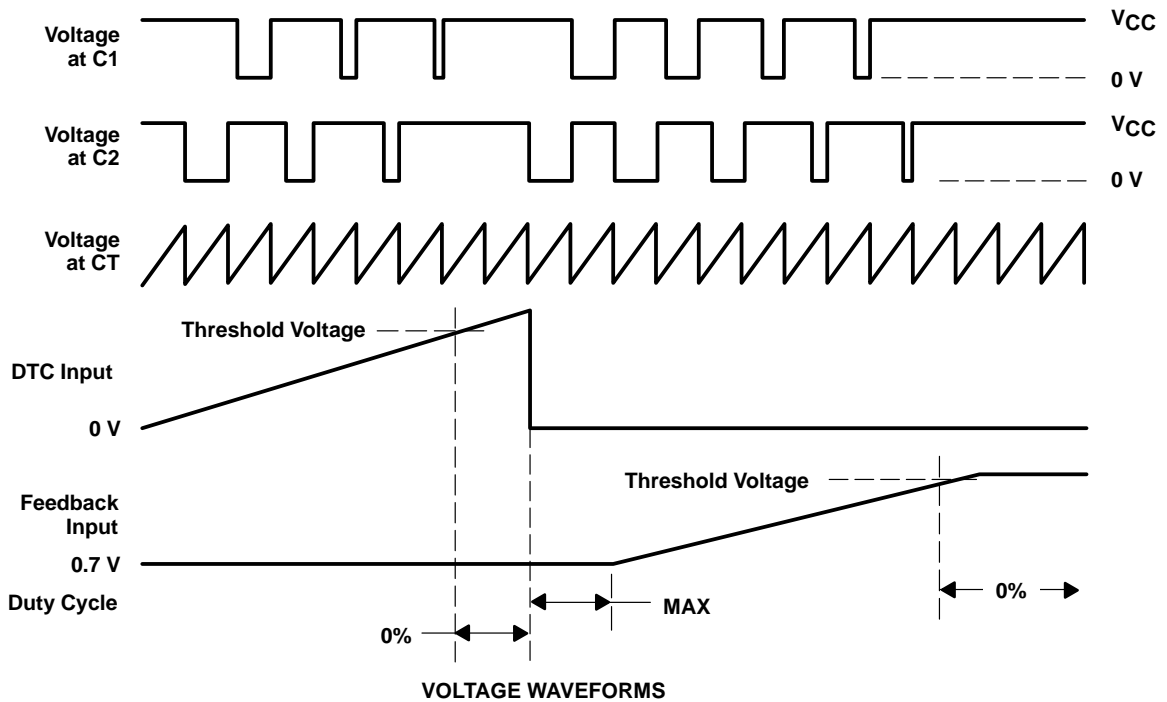 Voltage
at C1
VCC
0 V
Voltage
at C2
VCC
0 V
Voltage
at CT
Threshold Voltage
DTC Input
0 V
Threshold Voltage
Feedback
Input
0.7 V
Duty Cycle
MAX
0%
0%
VOLTAGE WAVEFORMS